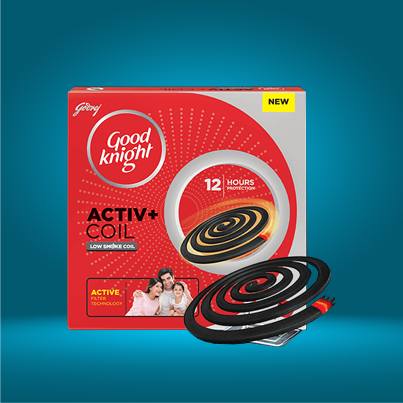 Godrej
NEW
Good
knight
12 HOURS
PROTECTION
ACTIV+
COIL
LOW SMOKE COIL
ACTIVE
FILTER
TECHNOLOGY